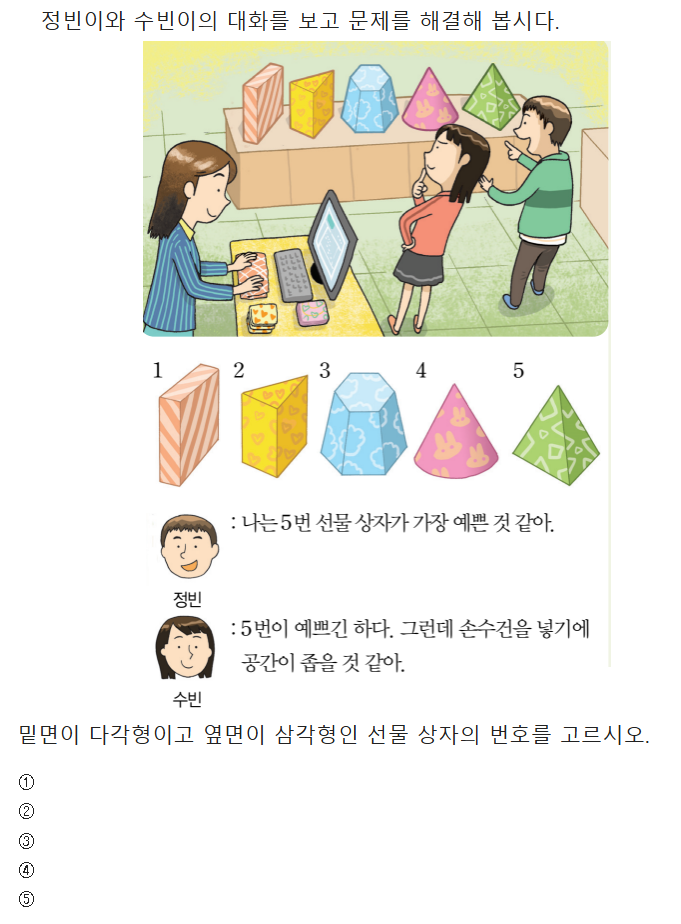 정빈이와 수빈이의 대화를 보고 문제를 해결해 봅시다.
1 2 3 4 5
: 나는 5번 선물 상자가 가장 예쁜 것 같아.
정빈
: 5번이 예쁘긴 하다. 그런데 손수건을 넣기에
공간이 좁을 것 같아.
수빈
밑면이 다각형이고 옆면이 삼각형인 선물 상자의 번호를 고르시오.
①
②
③
④
⑤